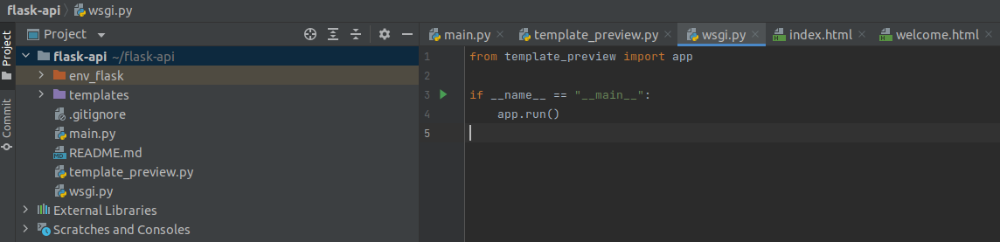 flask-api wsgi.py
Project
Commit
Project
flask-api ~/flask-api
env_flask
templates
.gitignore
main.py
README.md
template_preview.py
wsgi.py
External Libraries
Scratches and Consoles
main.py template_preview.py wsgi.py index.html welcome.html
1 from template_preview import app
2
3 if __name__ == "__main__":
4     app.run()
5